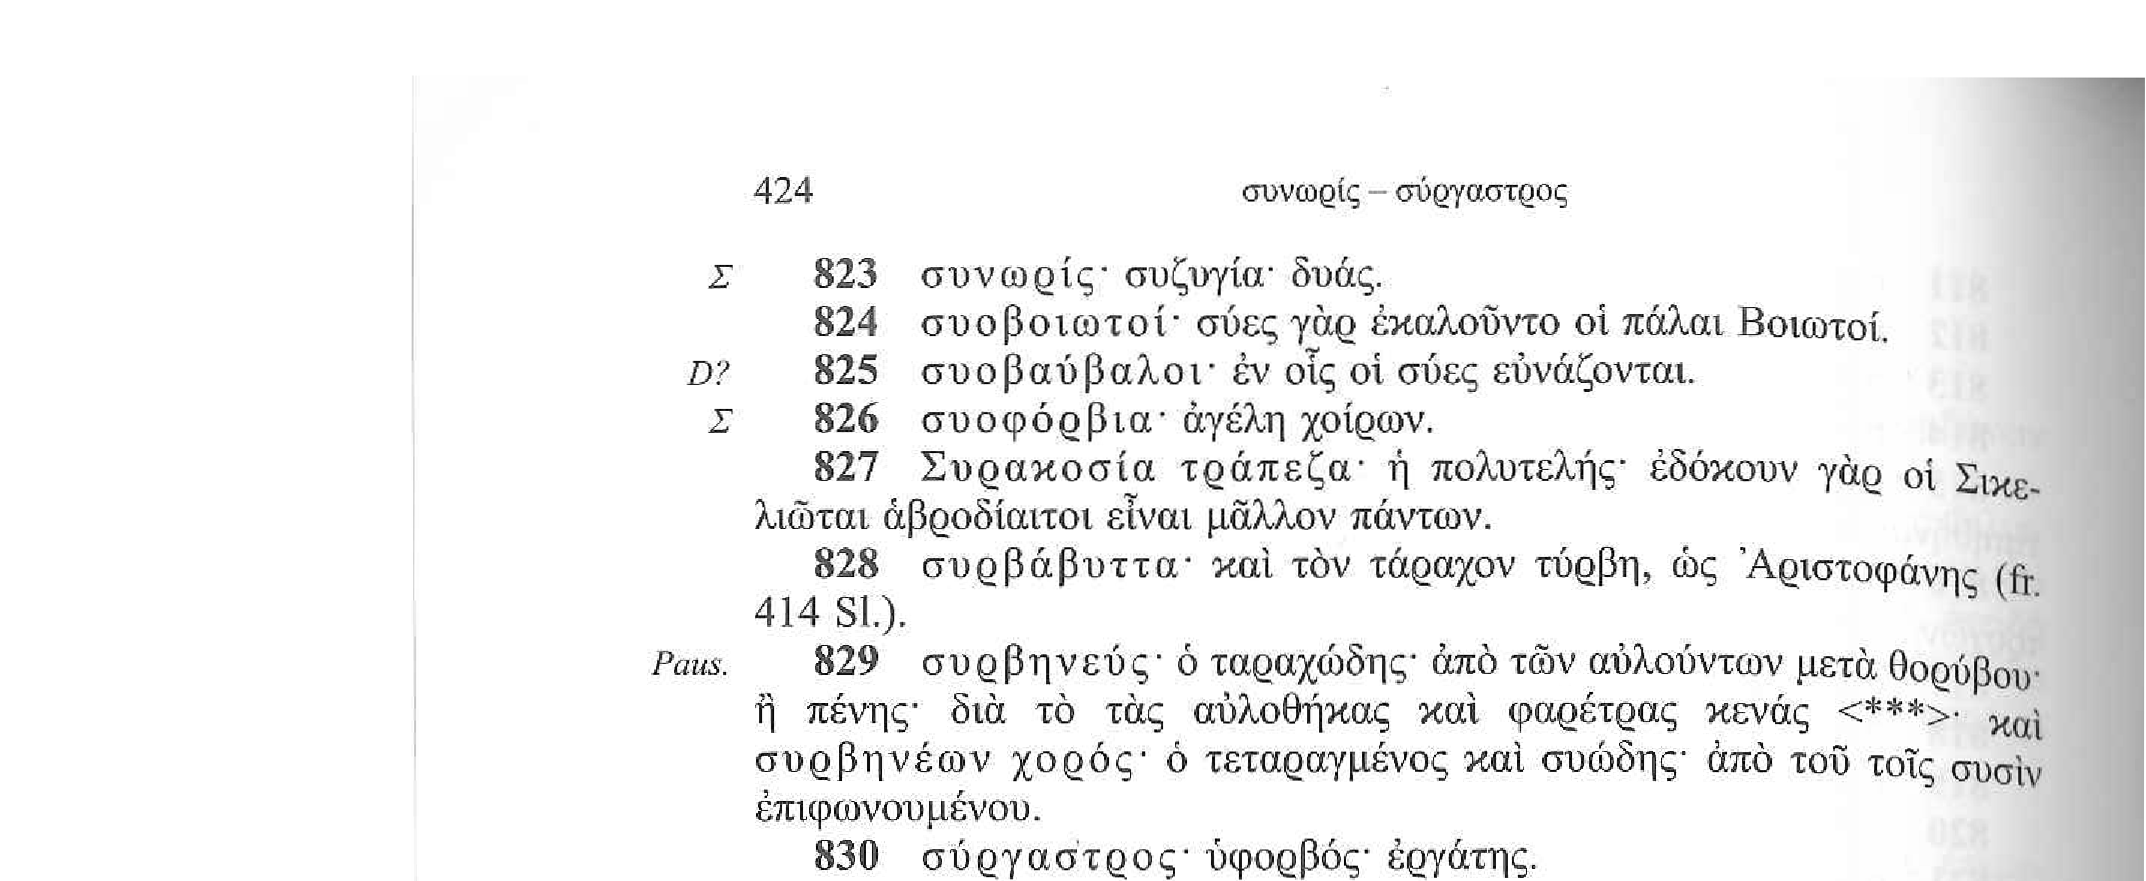 424 συνωρίς – σύργαστρος
Σ 823 συνωρίς· συζυγία· δυάς.
824 συοβοιωτοί· σύες γὰρ ἐκαλοῦντο οἱ πάλαι Βοιωτοί.
D? 825 συοβαύβαλοι· ἐν οἷς οἱ σύες εὐνάζονται.
Σ 826 συοφόρβια· ἀγέλη χοίρων.
827 Συρακοσία τράπεζα· ἡ πολυτελής· ἐδόκουν γὰρ οἱ Σικε-
λιῶται ἁβροδίαιτοι εἶναι μᾶλλον πάντων.
828 συρβάβυττα· καὶ τὸν τάραχον τύρβη, ὡς Ἀριστοφάνης (fr.
414 Sl.).
Paus. 829 συρβηνεύς· ὁ ταραχώδης· ἀπὸ τῶν αὐλούντων μετὰ θορύβου·
ἢ πένης· διὰ τὸ τὰς αὐλοθήκας καὶ φαρέτρας κενάς <***>· καὶ
συρβηνέων χορός· ὁ τεταραγμένος καὶ συώδης· ἀπὸ τοῦ τοῖς συσὶν
ἐπιφωνουμένου.
830 σύργαστρος· ὑφορβός· ἐργάτης.